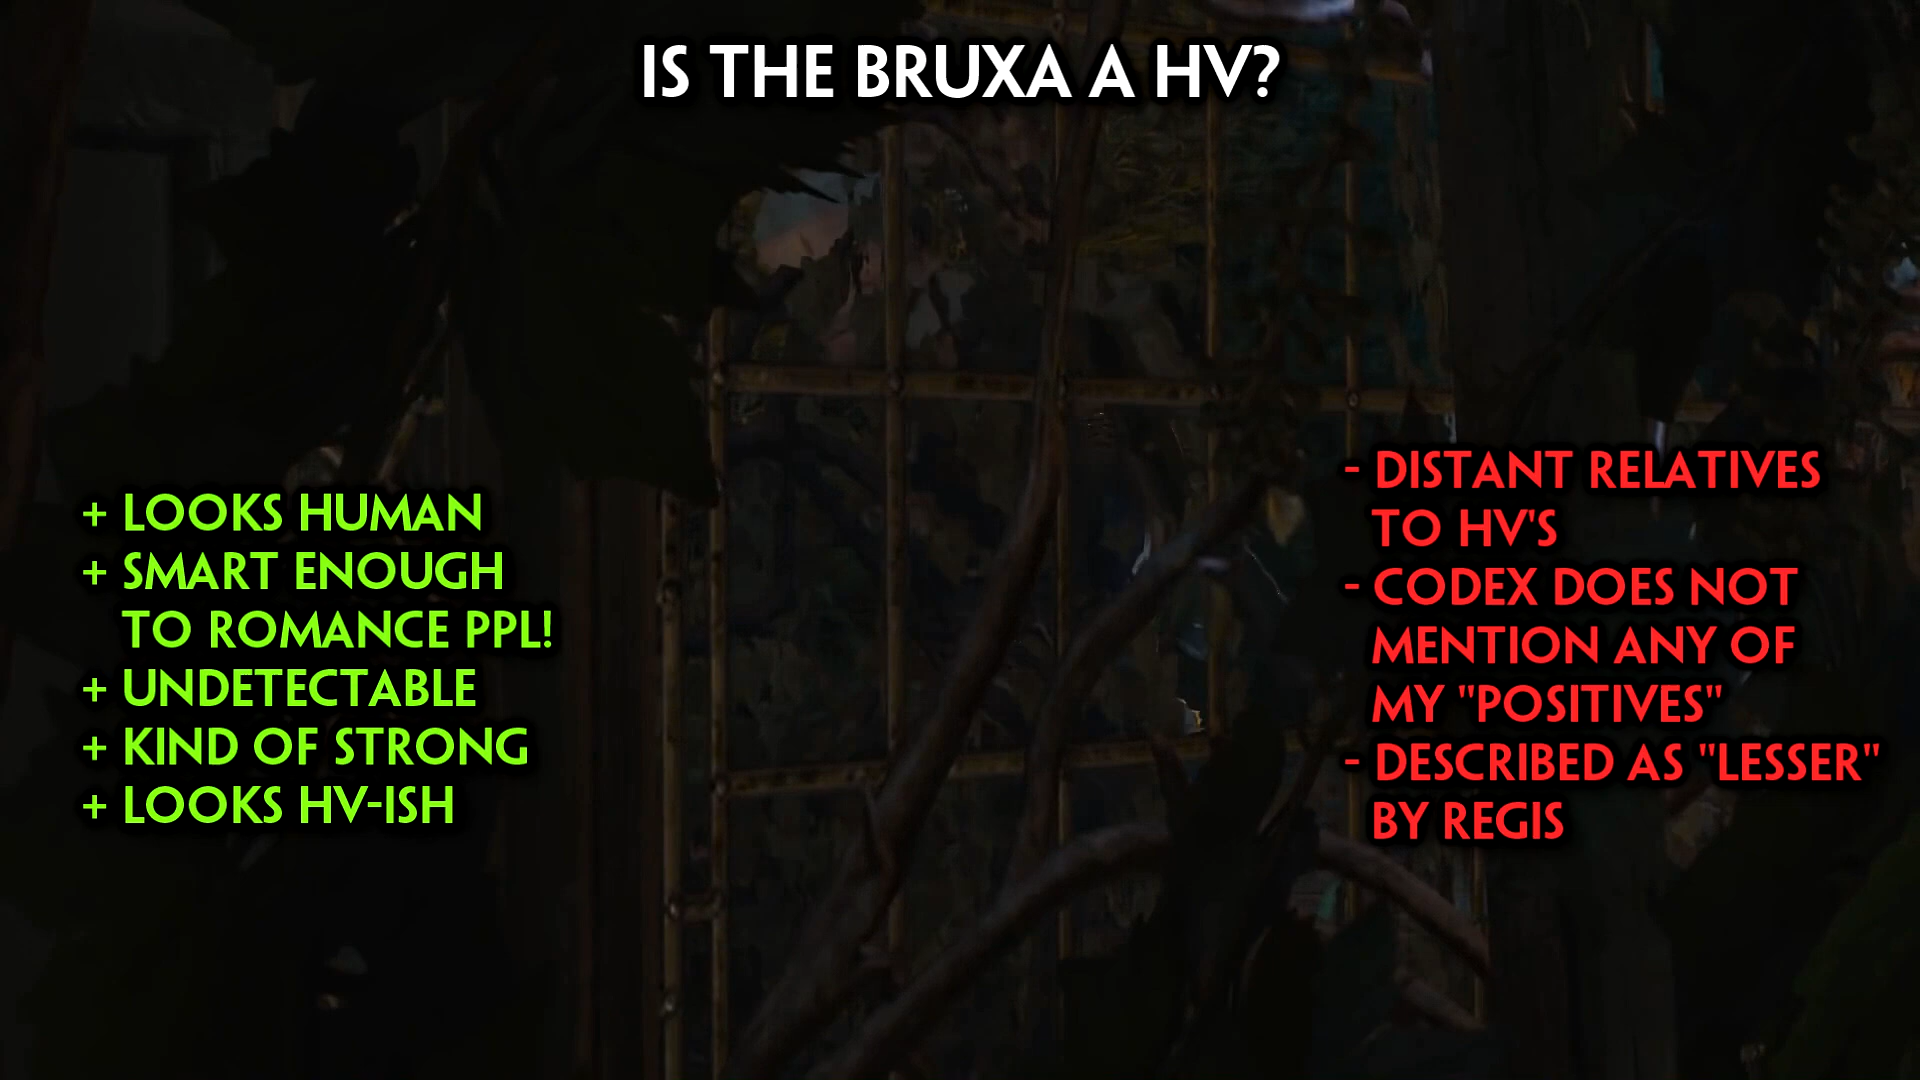 IS THE BRUXA A HV?
+ LOOKS HUMAN
+ SMART ENOUGH
TO ROMANCE PPL!
+ UNDETECTABLE
+ KIND OF STRONG
+ LOOKS HV-ISH
- DISTANT RELATIVES
TO HV'S
- CODEX DOES NOT
MENTION ANY OF
MY "POSITIVES"
- DESCRIBED AS "LESSER"
BY REGIS